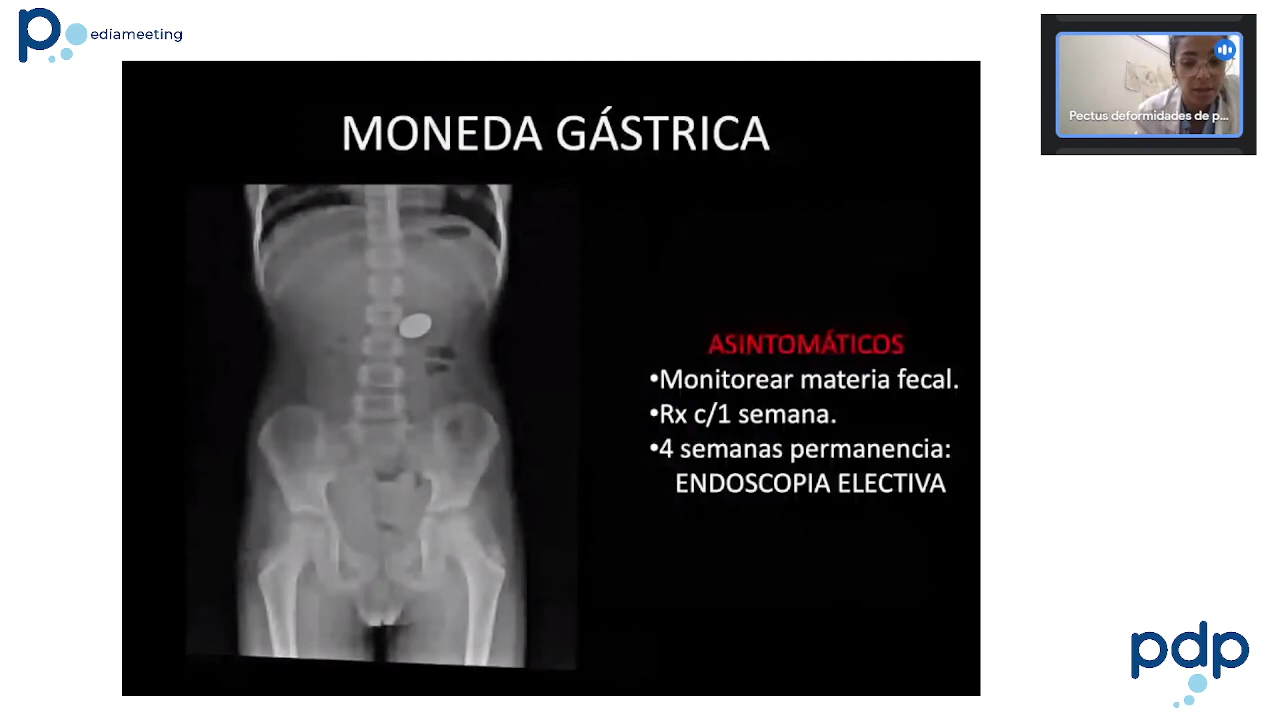 p.ediameeting
Pectus deformidades de p...
MONEDA GÁSTRICA
ASINTOMÁTICOS
•Monitorear materia fecal.
•Rx c/1 semana.
•4 semanas permanencia:
ENDOSCOPIA ELECTIVA
pdp